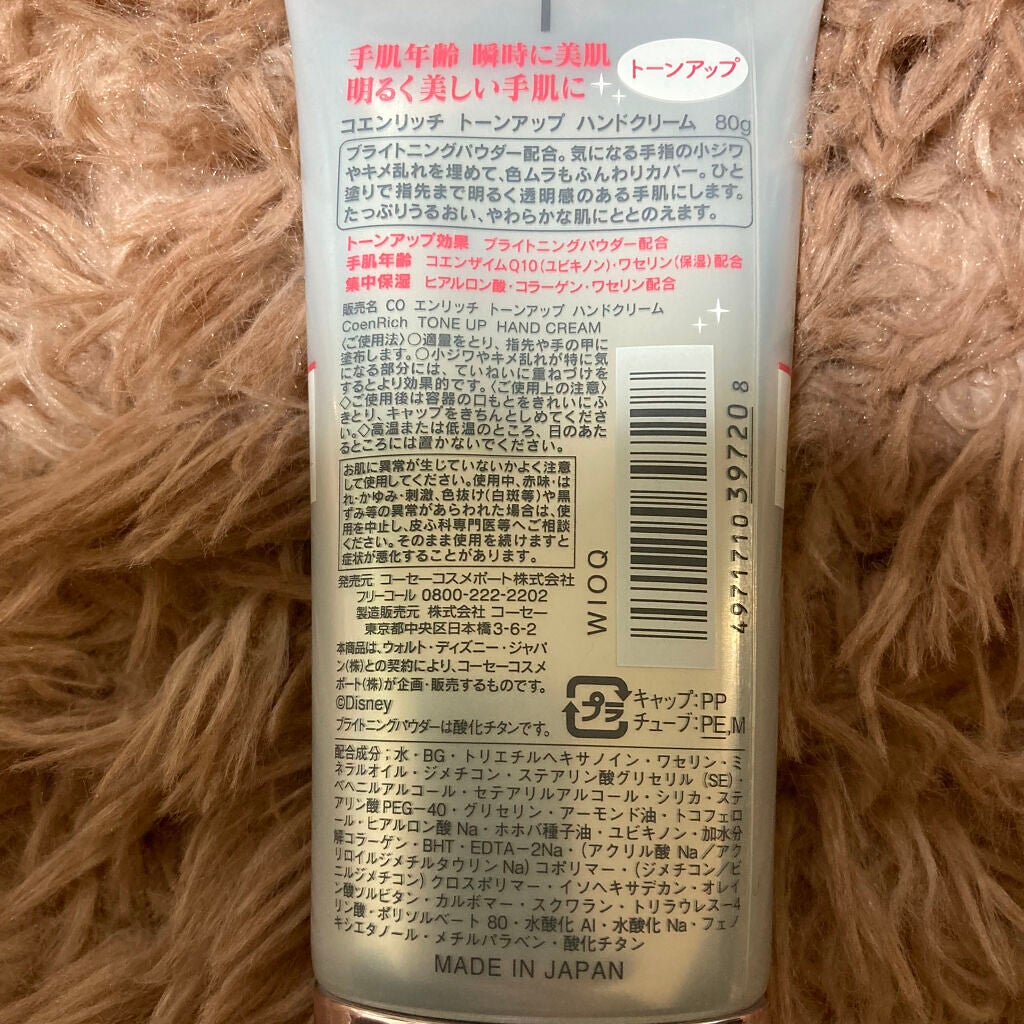 手肌年齢 瞬時に美肌
明るく美しい手肌に
トーンアップ
コエンリッチ トーンアップ ハンドクリーム 80g
ブライトニングパウダー配合。気になる手指の小ジワ
やキメ乱れを埋めて、色ムラもふんわりカバー。ひと
塗りで指先まで明るく透明感のある手肌にします。
たっぷりうるおい、やわらかな肌にととのえます。
トーンアップ効果 ブライトニングパウダー配合
手肌年齢 コエンザイムQ10(ユビキノン)・ワセリン(保湿)配合
集中保湿 ヒアルロン酸・コラーゲン・ワセリン配合
販売名 CO エンリッチ トーンアップ ハンドクリーム
CoenRich TONE UP HAND CREAM
〈ご使用法〉○適量をとり、指先や手の甲に
塗布します。○小ジワやキメ乱れが特に気
になる部分には、ていねいに重ねづけを
するとより効果的です。〈ご使用上の注意〉
◇ご使用後は容器の口もとをきれいにふ
きとり、キャップをきちんとしめてくださ
い。◇高温または低温のところ、日のあた
るところには置かないでください。
お肌に異常が生じていないかよく注意
して使用してください。使用中、赤味・は
れ・かゆみ・刺激、色抜け(白斑等)や黒
ずみ等の異常があらわれた場合は、使
用を中止し、皮ふ科専門医等へご相談
ください。そのまま使用を続けますと
症状が悪化することがあります。
発売元 コーセーコスメポート株式会社
フリーコール 0800-222-2202
製造販売元 株式会社 コーセー
東京都中央区日本橋3-6-2
本商品は、ウォルト・ディズニー・ジャパ
ン(株)との契約により、コーセーコスメ
ポート(株)が企画・販売するものです。
©Disney
ブライトニングパウダーは酸化チタンです。
WIOQ
4971710397208
プラ
キャップ:PP
チューブ:PE,M
配合成分;水・BG・トリエチルヘキサノイン・ワセリン・ミ
ネラルオイル・ジメチコン・ステアリン酸グリセリル(SE)・
ベヘニルアルコール・セテアリルアルコール・シリカ・ステ
アリン酸PEG-40・グリセリン・アーモンド油・トコフェロ
ール・ヒアルロン酸Na・ホホバ種子油・ユビキノン・加水分
解コラーゲン・BHT・EDTA-2Na・(アクリル酸Na/アク
リロイルジメチルタウリンNa)コポリマー・(ジメチコン/ビ
ニルジメチコン)クロスポリマー・イソヘキサデカン・オレイ
ン酸ソルビタン・カルボマー・スクワラン・トリラウレス-4
リン酸・ポリソルベート80・水酸化Al・水酸化Na・フェノ
キシエタノール・メチルパラベン・酸化チタン
MADE IN JAPAN